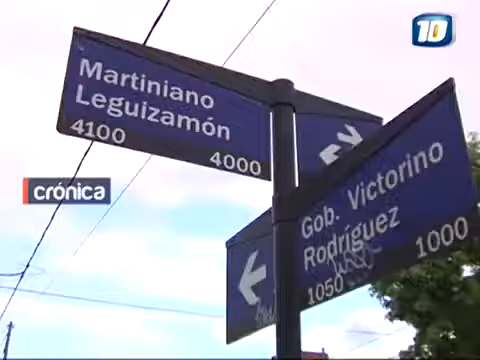 10
Martiniano
Leguizamón
4100
4000
crónica
Gob. Victorino
Rodríguez
1050
1000